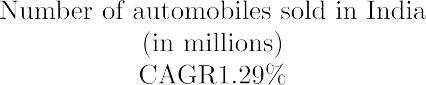 Number of automobiles sold in India
(in millions)
CAGR1.29%